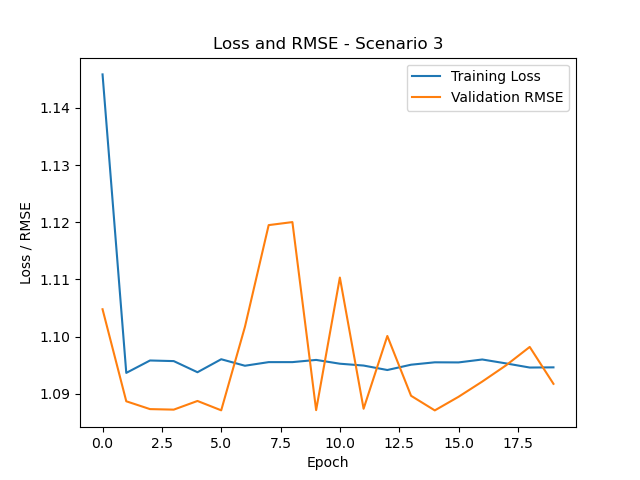 Loss and RMSE - Scenario 3
Training Loss
Validation RMSE
1.14
1.13
1.12
1.11
1.10
1.09
Loss / RMSE
0.0 2.5 5.0 7.5 10.0 12.5 15.0 17.5
Epoch